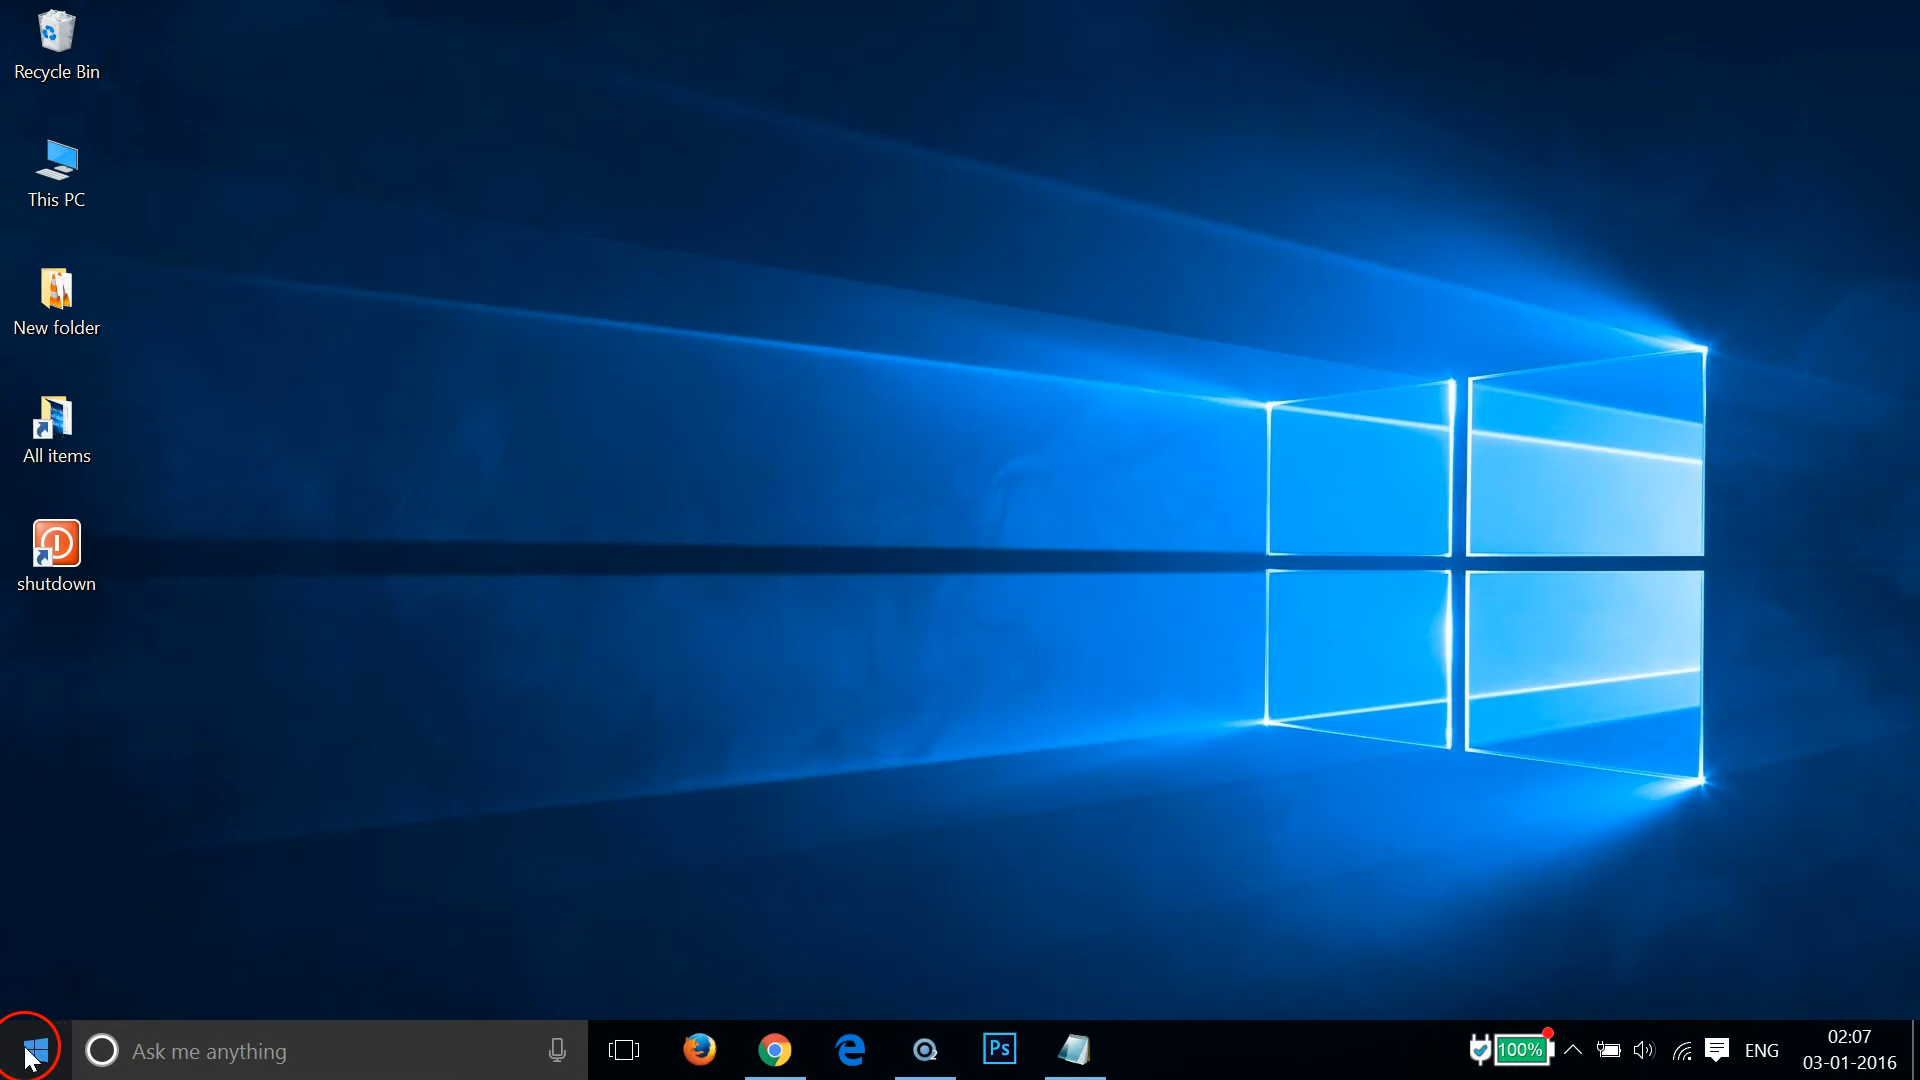 Recycle Bin
This PC
New folder
All items
shutdown
Ask me anything
Ps
100%
ENG
02:07
03-01-2016